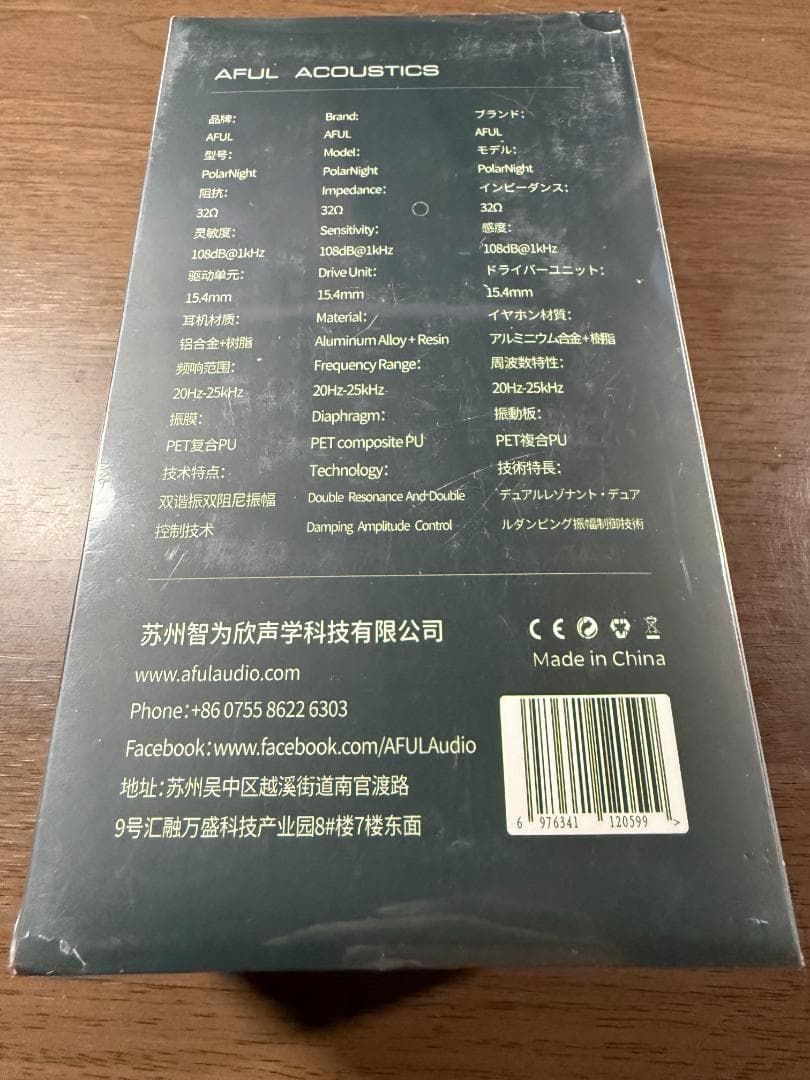 AFUL ACOUSTICS
品牌：
AFUL
型号：
PolarNight
阻抗：
32Ω
灵敏度：
108dB@1kHz
驱动单元：
15.4mm
耳机材质：
铝合金+树脂
频响范围：
20Hz-25kHz
振膜：
PET复合PU
技术特点：
双谐振双阻尼振幅
控制技术
Brand:
AFUL
Model:
PolarNight
Impedance:
32Ω
Sensitivity:
108dB@1kHz
Drive Unit:
15.4mm
Material:
Aluminum Alloy + Resin
Frequency Range:
20Hz-25kHz
Diaphragm:
PET composite PU
Technology:
Double Resonance And Double
Damping Amplitude Control
ブランド：
AFUL
モデル：
PolarNight
インピーダンス：
32Ω
感度：
108dB@1kHz
ドライバーユニット：
15.4mm
イヤホン材質：
アルミニウム合金+樹脂
周波数特性：
20Hz-25kHz
振動板：
PET複合PU
技術特長：
デュアルレゾナント・デュア
ルダンピング振幅制御技術
苏州智为欣声学科技有限公司
www.afulaudio.com
Phone:+86 0755 8622 6303
Facebook:www.facebook.com/AFULAudio
地址：苏州吴中区越溪街道南官渡路
9号汇融万盛科技产业园8#楼7楼东面
CE
Made in China
6 976341 120599 >